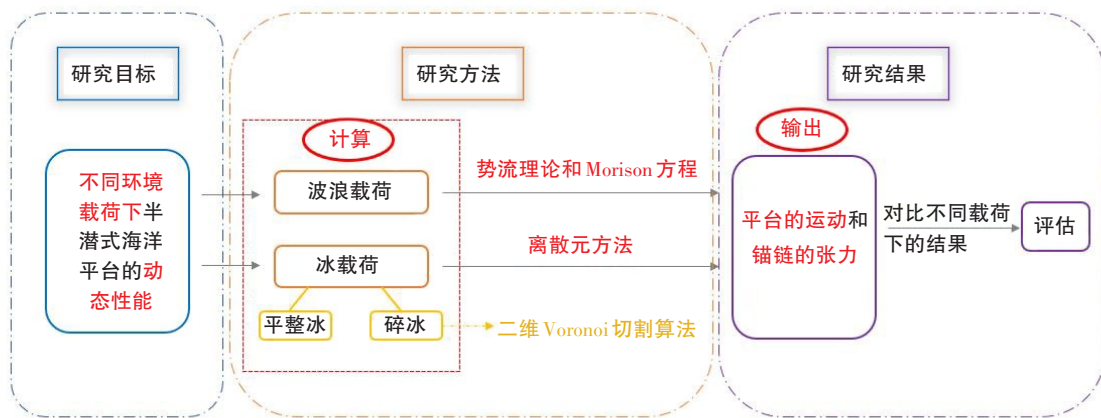 研究目标
不同环境
载荷下半
潜式海洋
平台的动
态性能
研究方法
计算
波浪载荷
冰载荷
平整冰
碎冰
势流理论和Morison方程
离散元方法
二维Voronoi切割算法
研究结果
输出
平台的运动和
锚链的张力
对比不同载荷
下的结果
评估